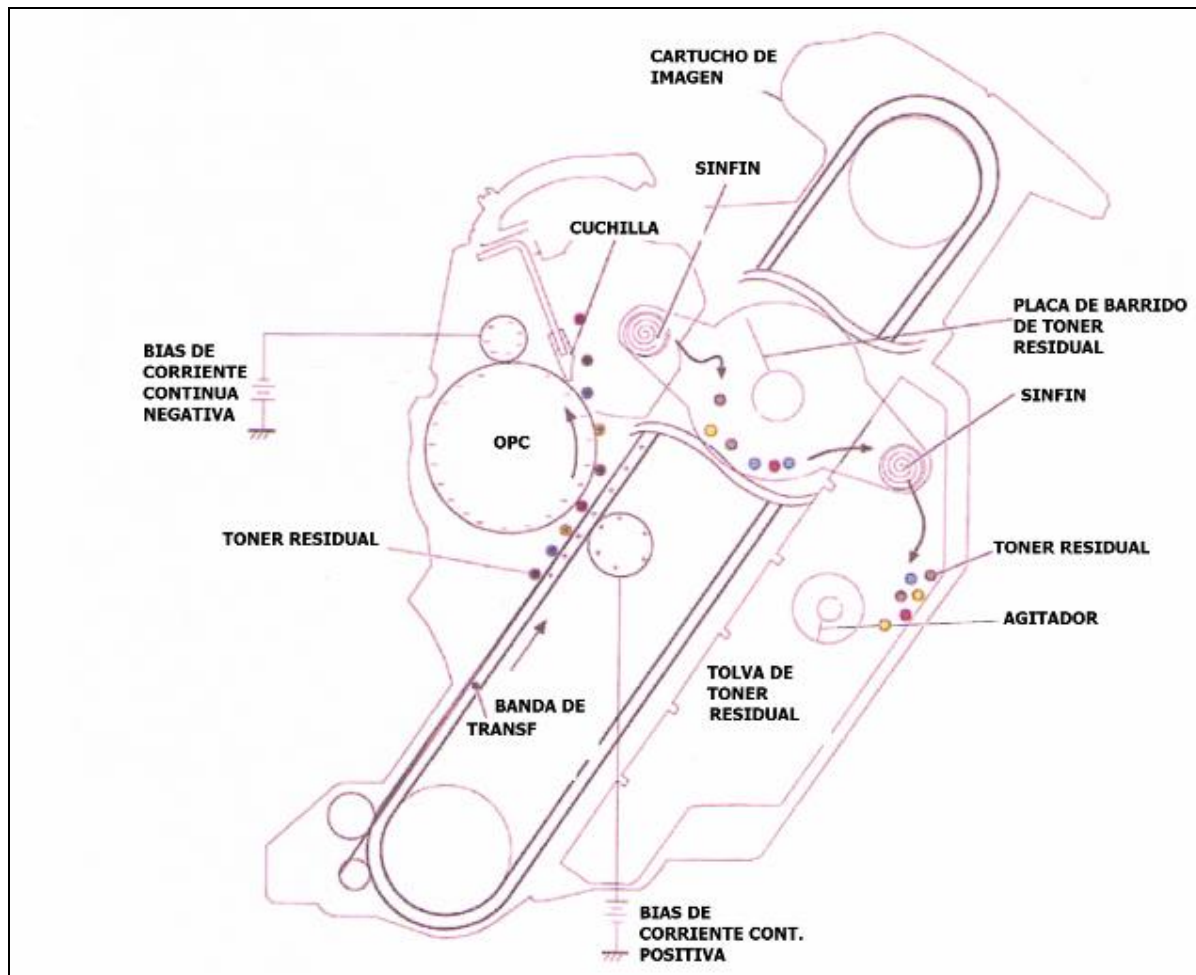 CARTUCHO DE
IMAGEN
SINFIN
CUCHILLA
PLACA DE BARRIDO
DE TONER
RESIDUAL
BIAS DE
CORRIENTE
CONTINUA
NEGATIVA
SINFIN
OPC
TONER RESIDUAL
TONER RESIDUAL
AGITADOR
TOLVA DE
TONER
RESIDUAL
BANDA DE
TRANSF
BIAS DE
CORRIENTE CONT.
POSITIVA